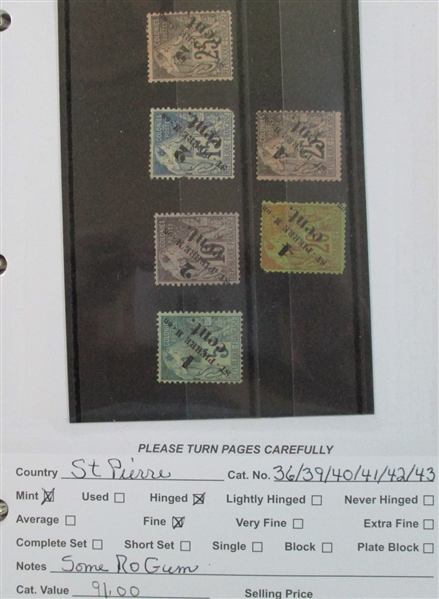 PLEASE TURN PAGES CAREFULLY
Country St Pierre Cat. No. 36/39/40/41/42/43
Mint Used Hinged Lightly Hinged Never Hinged
Average Fine Very Fine Extra Fine
Complete Set Short Set Single Block Plate Block
Notes Some No Gum
Cat. Value 91.00 Selling Price